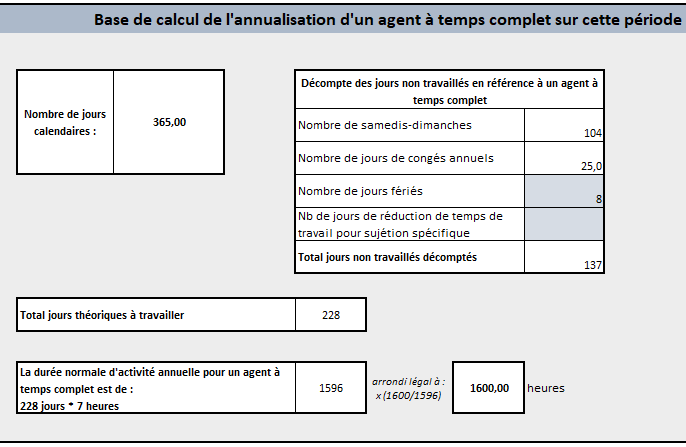 Base de calcul de l'annualisation d'un agent à temps complet sur cette période
Nombre de jours
calendaires :
365,00
Décompte des jours non travaillés en référence à un agent à
temps complet
Nombre de samedis-dimanches
104
Nombre de jours de congés annuels
25,0
Nombre de jours fériés
8
Nb de jours de réduction de temps de
travail pour sujétion spécifique
Total jours non travaillés décomptés
137
Total jours théoriques à travailler
228
La durée normale d'activité annuelle pour un agent à
temps complet est de :
228 jours * 7 heures
1596
arrondi légal à :
x (1600/1596)
1600,00
heures